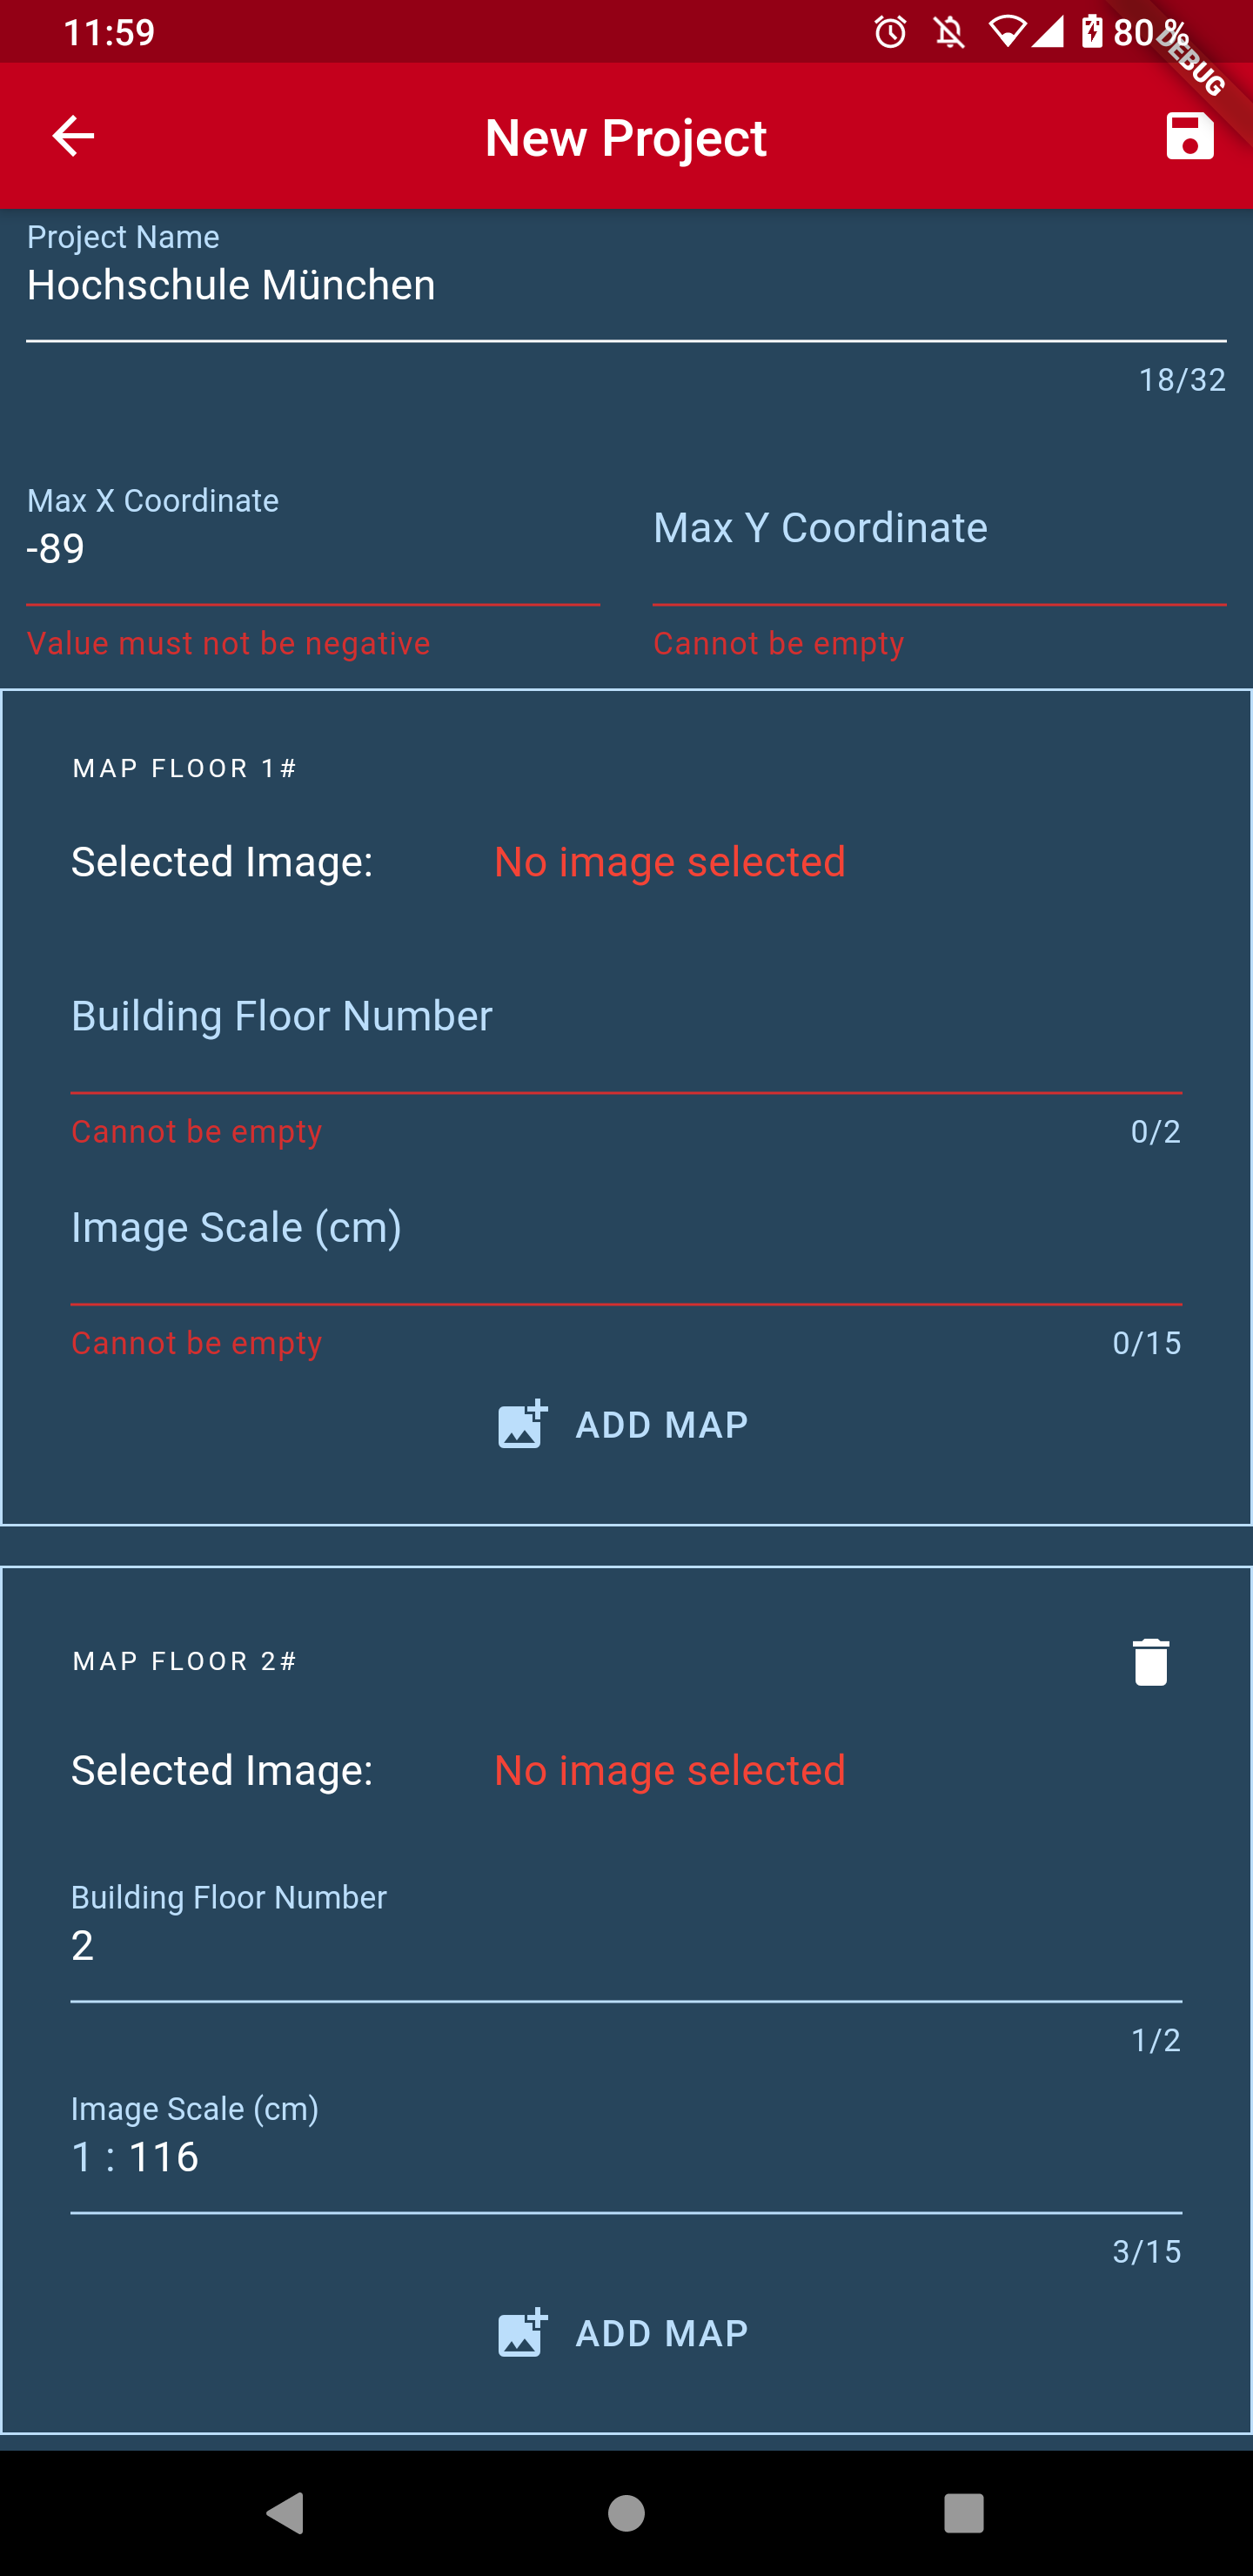 11:59
80 %
DEBUG
New Project
Project Name
Hochschule München
18/32
Max X Coordinate
-89
Max Y Coordinate
Value must not be negative
Cannot be empty
MAP FLOOR 1#
Selected Image: No image selected
Building Floor Number
Cannot be empty 0/2
Image Scale (cm)
Cannot be empty 0/15
ADD MAP
MAP FLOOR 2#
Selected Image: No image selected
Building Floor Number
2
1/2
Image Scale (cm)
1 : 116
3/15
ADD MAP